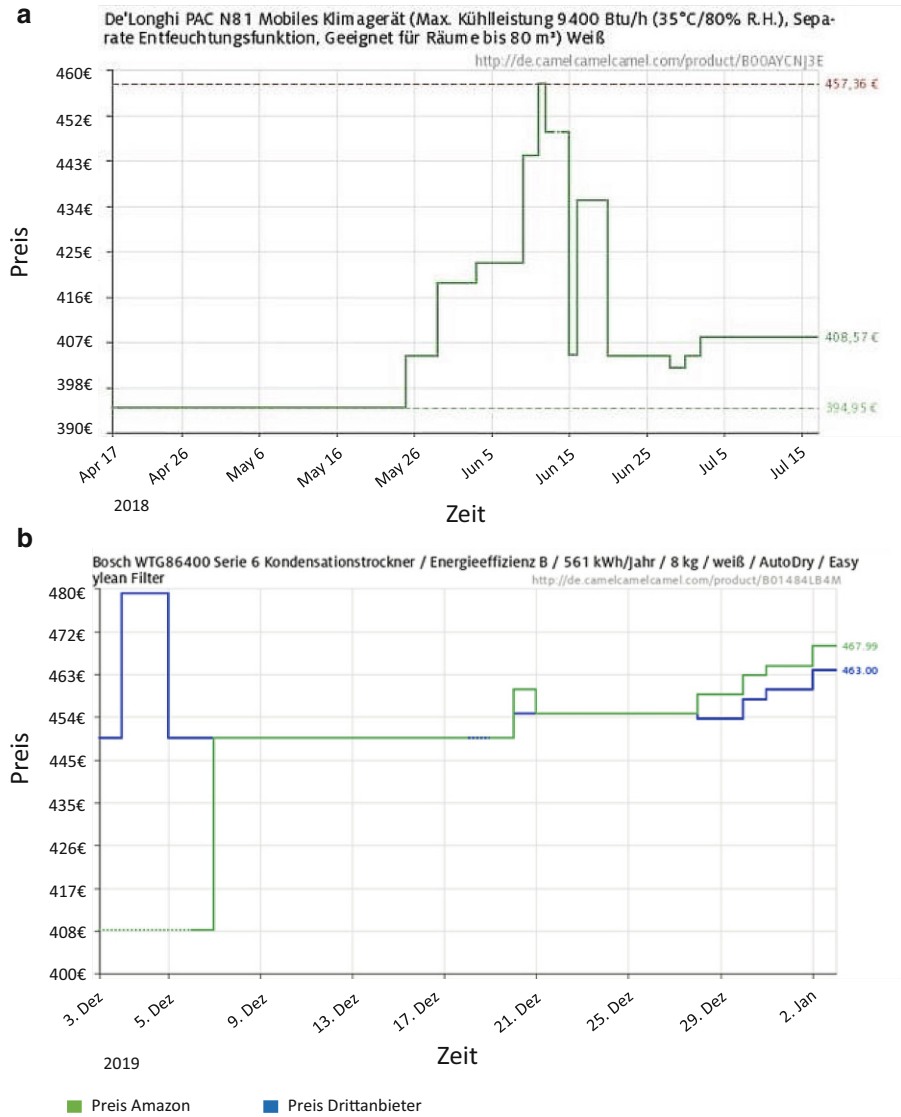 a
De'Longhi PAC N81 Mobiles Klimagerät (Max. Kühlleistung 9400 Btu/h (35°C/80% R.H.), Sepa-
rate Entfeuchtungsfunktion, Geeignet für Räume bis 80 m³) Weiß
http://de.camelcamelcamel.com/product/B00AYCNJ3E
460€
452€
443€
434€
425€
416€
407€
398€
390€
Preis
457,36 €
408,57 €
394,95 €
Apr 17
Apr 26
May 6
May 16
May 26
Jun 5
Jun 15
Jun 25
Jul 5
Jul 15
2018
Zeit
b
Bosch WTG86400 Serie 6 Kondensationstrockner / Energieeffizienz B / 561 kWh/Jahr / 8 kg / weiß / AutoDry / Easy
ylean Filter
http://de.camelcamelcamel.com/product/B01484LB4M
480€
472€
463€
454€
445€
435€
426€
417€
408€
400€
Preis
467.99
463.00
3. Dez
5. Dez
9. Dez
13. Dez
17. Dez
21. Dez
25. Dez
29. Dez
2. Jan
2019
Zeit
Preis Amazon
Preis Drittanbieter